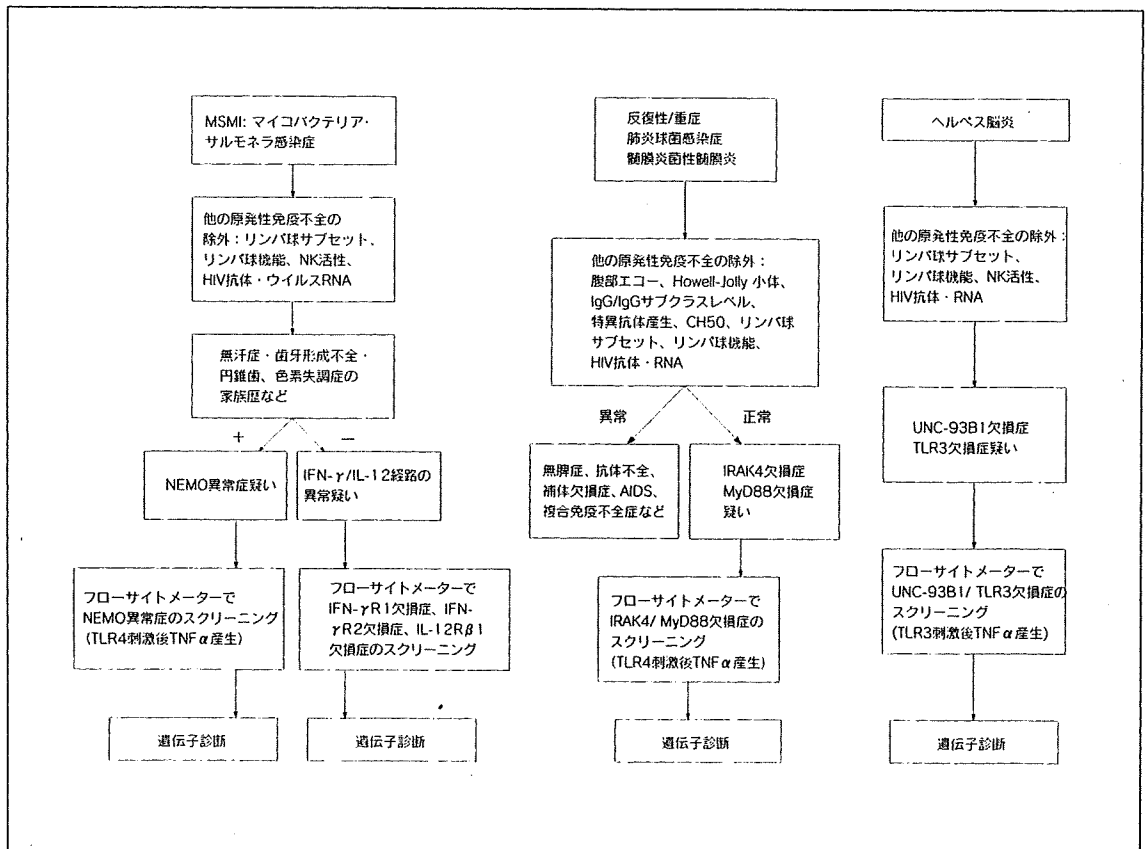 MSMI: マイコバクテリア・
サルモネラ感染症
他の原発性免疫不全の
除外：リンパ球サブセット、
リンパ球機能、NK活性、
HIV抗体・ウイルスRNA
無汗症・歯牙形成不全・
円錐歯、色素失調症の
家族歴など
＋
－
NEMO異常症疑い
IFN-γ/IL-12経路の
異常疑い
フローサイトメーターで
NEMO異常症のスクリーニング
(TLR4刺激後TNFα産生)
フローサイトメーターで
IFN-γR1欠損症、IFN-
γR2欠損症、IL-12Rβ1
欠損症のスクリーニング
遺伝子診断
遺伝子診断
反復性/重症
肺炎球菌感染症
髄膜炎菌性髄膜炎
他の原発性免疫不全の除外：
腹部エコー、Howell-Jolly 小体、
IgG/IgGサブクラスレベル、
特異抗体産生、CH50、リンパ球
サブセット、リンパ球機能、
HIV抗体・RNA
異常
正常
無脾症、抗体不全、
補体欠損症、AIDS、
複合免疫不全症など
IRAK4欠損症
MyD88欠損症
疑い
フローサイトメーターで
IRAK4/ MyD88欠損症の
スクリーニング
(TLR4刺激後TNFα産生)
遺伝子診断
ヘルペス脳炎
他の原発性免疫不全の除外：
リンパ球サブセット、
リンパ球機能、NK活性、
HIV抗体・RNA
UNC-93B1欠損症
TLR3欠損症疑い
フローサイトメーターで
UNC-93B1/ TLR3欠損症の
スクリーニング
(TLR3刺激後TNFα産生)
遺伝子診断